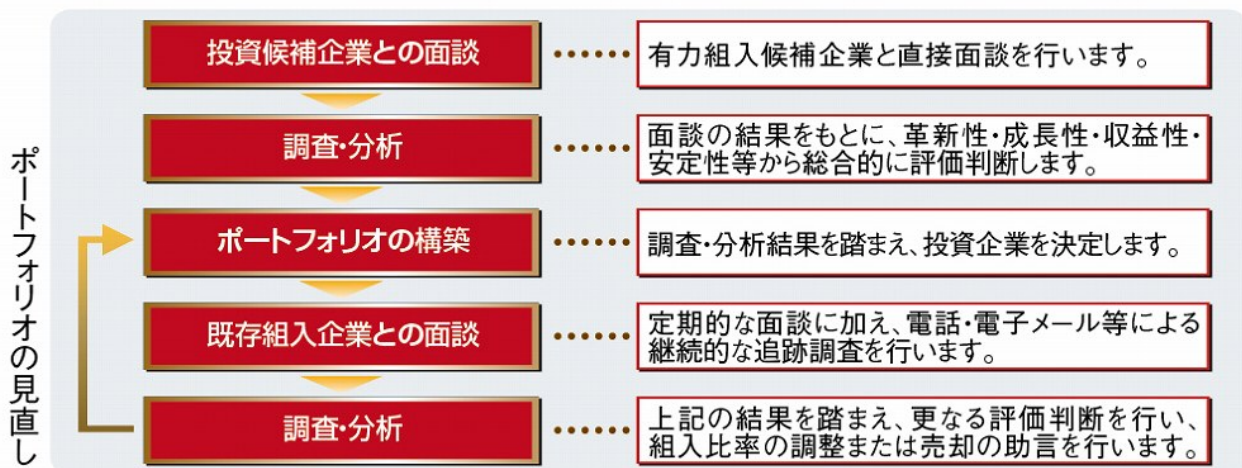 投資候補企業との面談
有力組入候補企業と直接面談を行います。
調査・分析
面談の結果をもとに、革新性・成長性・収益性・
安定性等から総合的に評価判断します。
ポートフォリオの構築
調査・分析結果を踏まえ、投資企業を決定します。
既存組入企業との面談
定期的な面談に加え、電話・電子メール等による
継続的な追跡調査を行います。
調査・分析
上記の結果を踏まえ、更なる評価判断を行い、
組入比率の調整または売却の助言を行います。
ポートフォリオの見直し